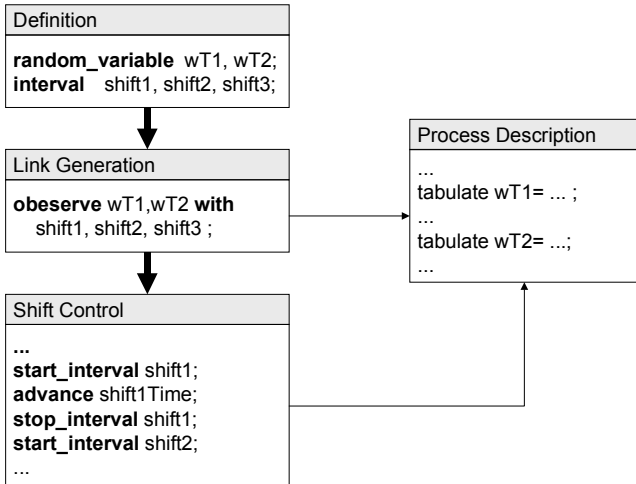 Definition
random_variable wT1, wT2;
interval shift1, shift2, shift3;
Link Generation
obeserve wT1,wT2 with
shift1, shift2, shift3 ;
Shift Control
...
start_interval shift1;
advance shift1Time;
stop_interval shift1;
start_interval shift2;
...
Process Description
...
tabulate wT1= ... ;
...
tabulate wT2= ...;
...